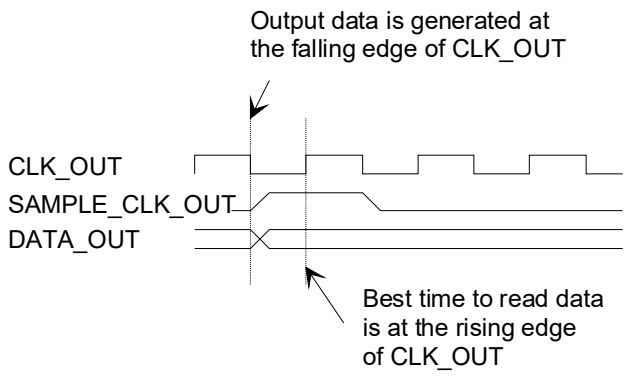 Output data is generated at
the falling edge of CLK_OUT
CLK_OUT
SAMPLE_CLK_OUT
DATA_OUT
Best time to read data
is at the rising edge
of CLK_OUT